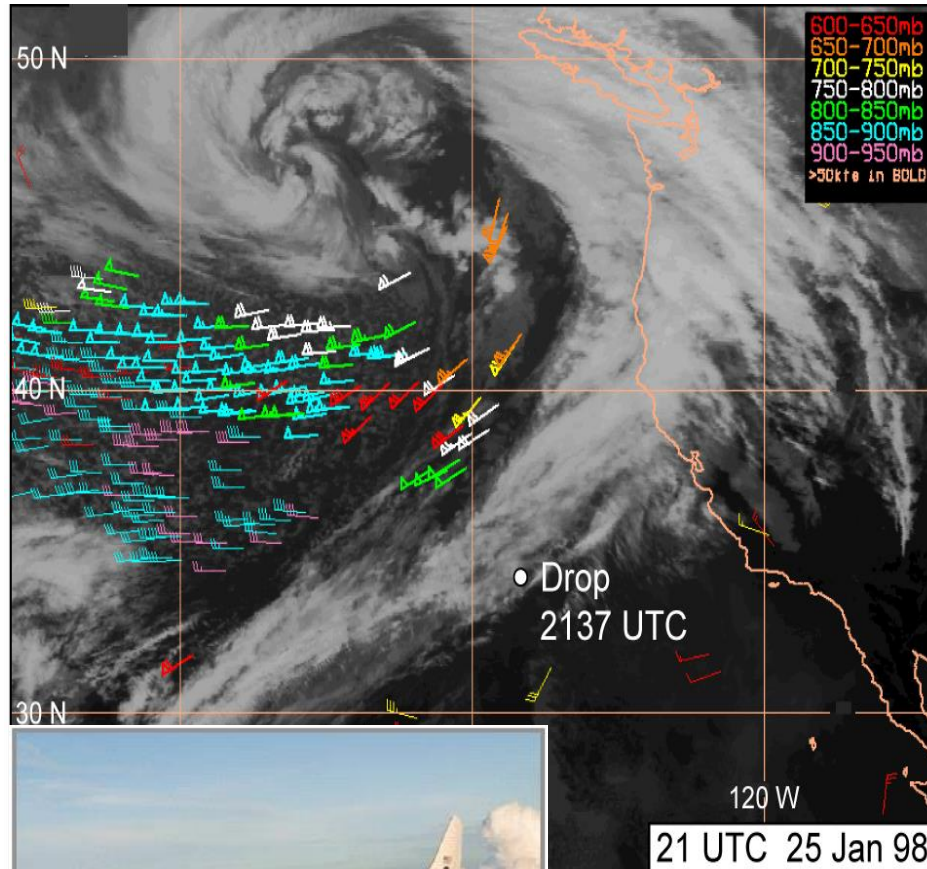 50 N
600-650mb
650-700mb
700-750mb
750-800mb
800-850mb
850-900mb
900-950mb
>50kts in BOLD
40 N
Drop
2137 UTC
30 N
120 W
21 UTC 25 Jan 98